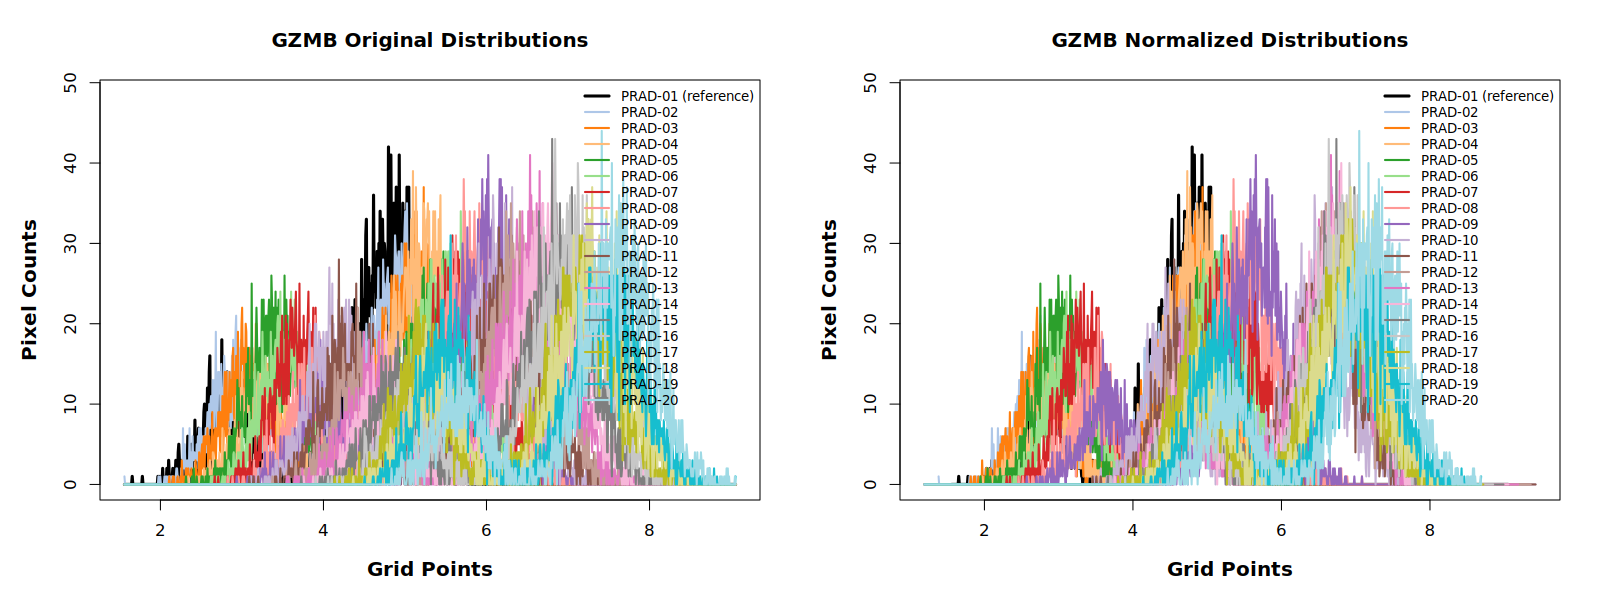 GZMB Original Distributions
Pixel Counts
0
10
20
30
40
50
2
4
6
8
Grid Points
PRAD-01 (reference)
PRAD-02
PRAD-03
PRAD-04
PRAD-05
PRAD-06
PRAD-07
PRAD-08
PRAD-09
PRAD-10
PRAD-11
PRAD-12
PRAD-13
PRAD-14
PRAD-15
PRAD-16
PRAD-17
PRAD-18
PRAD-19
PRAD-20
GZMB Normalized Distributions
Pixel Counts
0
10
20
30
40
50
2
4
6
8
Grid Points
PRAD-01 (reference)
PRAD-02
PRAD-03
PRAD-04
PRAD-05
PRAD-06
PRAD-07
PRAD-08
PRAD-09
PRAD-10
PRAD-11
PRAD-12
PRAD-13
PRAD-14
PRAD-15
PRAD-16
PRAD-17
PRAD-18
PRAD-19
PRAD-20